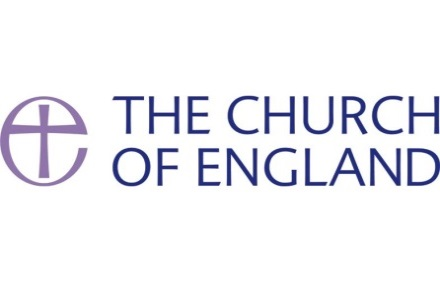 THE CHURCH
OF ENGLAND